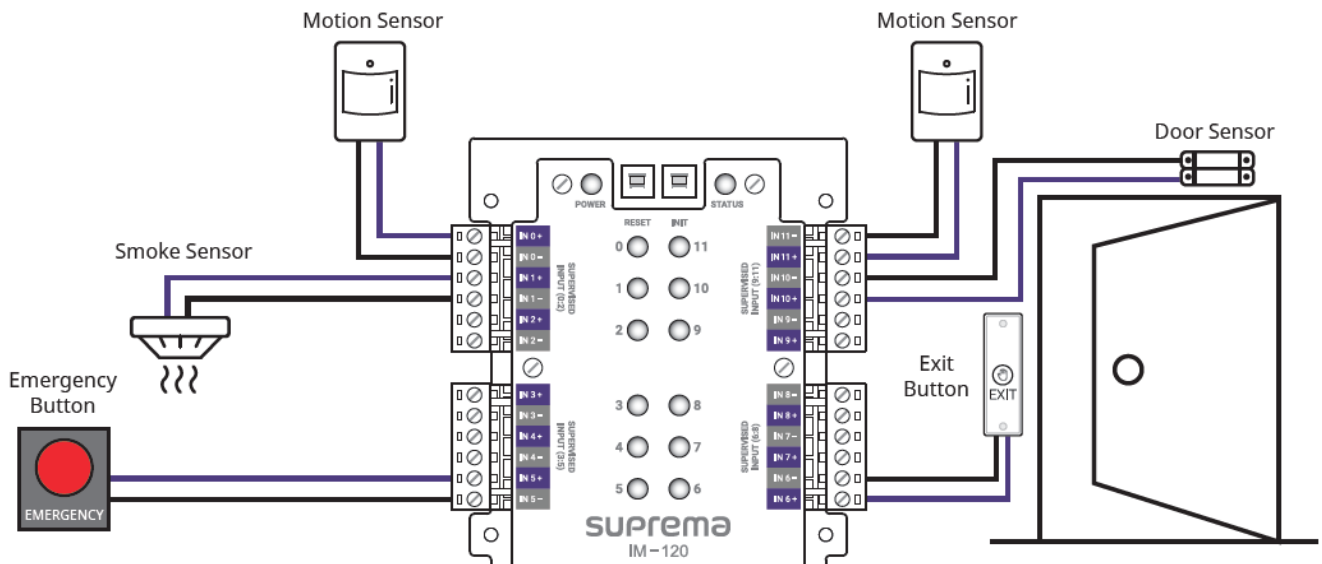 Motion Sensor
Motion Sensor
Door Sensor
Smoke Sensor
Emergency
Button
EMERGENCY
Exit
Button
EXIT
POWER
STATUS
RESET
INIT
0
11
1
10
2
9
3
8
4
7
5
6
IN 0+
IN 0-
IN 1+
IN 1-
IN 2+
IN 2-
SUPERVISED
INPUT (0:2)
IN 3+
IN 3-
IN 4+
IN 4-
IN 5+
IN 5-
SUPERVISED
INPUT (3:5)
IN 11-
IN 11+
IN 10-
IN 10+
IN 9-
IN 9+
SUPERVISED
INPUT (9:11)
IN 8-
IN 8+
IN 7-
IN 7+
IN 6-
IN 6+
SUPERVISED
INPUT (6:8)
suprema
IM-120